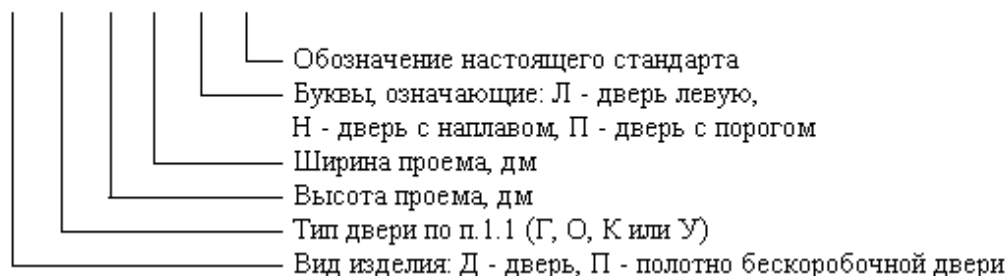 Обозначение настоящего стандарта
Буквы, означающие: Л - дверь левую,
Н - дверь с наплавом, П - дверь с порогом
Ширина проема, дм
Высота проема, дм
Тип двери по п.1.1 (Г, О, К или У)
Вид изделия: Д - дверь, П - полотно бескоробочной двери